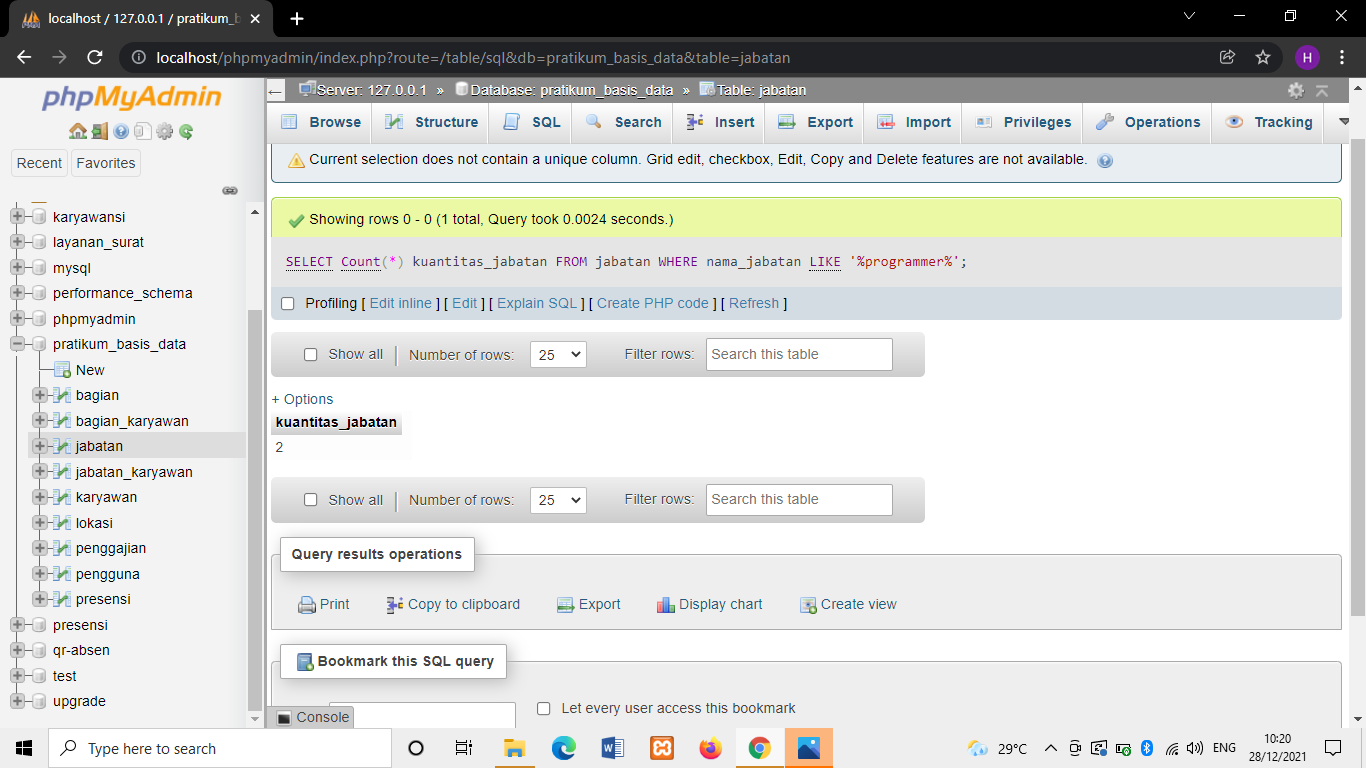 localhost / 127.0.0.1 / pratikum_b
localhost/phpmyadmin/index.php?route=/table/sql&db=pratikum_basis_data&table=jabatan
H
phpMyAdmin
Recent
Favorites
karyawansi
layanan_surat
mysql
performance_schema
phpmyadmin
pratikum_basis_data
New
bagian
bagian_karyawan
jabatan
jabatan_karyawan
karyawan
lokasi
penggajian
pengguna
presensi
presensi
qr-absen
test
upgrade
Server: 127.0.0.1 » Database: pratikum_basis_data » Table: jabatan
Browse Structure SQL Search Insert Export Import Privileges Operations Tracking
Current selection does not contain a unique column. Grid edit, checkbox, Edit, Copy and Delete features are not available.
Showing rows 0 - 0 (1 total, Query took 0.0024 seconds.)
SELECT Count(*) kuantitas_jabatan FROM jabatan WHERE nama_jabatan LIKE '%programmer%';
Profiling [ Edit inline ] [ Edit ] [ Explain SQL ] [ Create PHP code ] [ Refresh ]
Show all | Number of rows: 25 Filter rows: Search this table
+ Options
kuantitas_jabatan
2
Show all | Number of rows: 25 Filter rows: Search this table
Query results operations
Print Copy to clipboard Export Display chart Create view
Bookmark this SQL query
Let every user access this bookmark
Console
Type here to search
29°C
ENG
10:20
28/12/2021